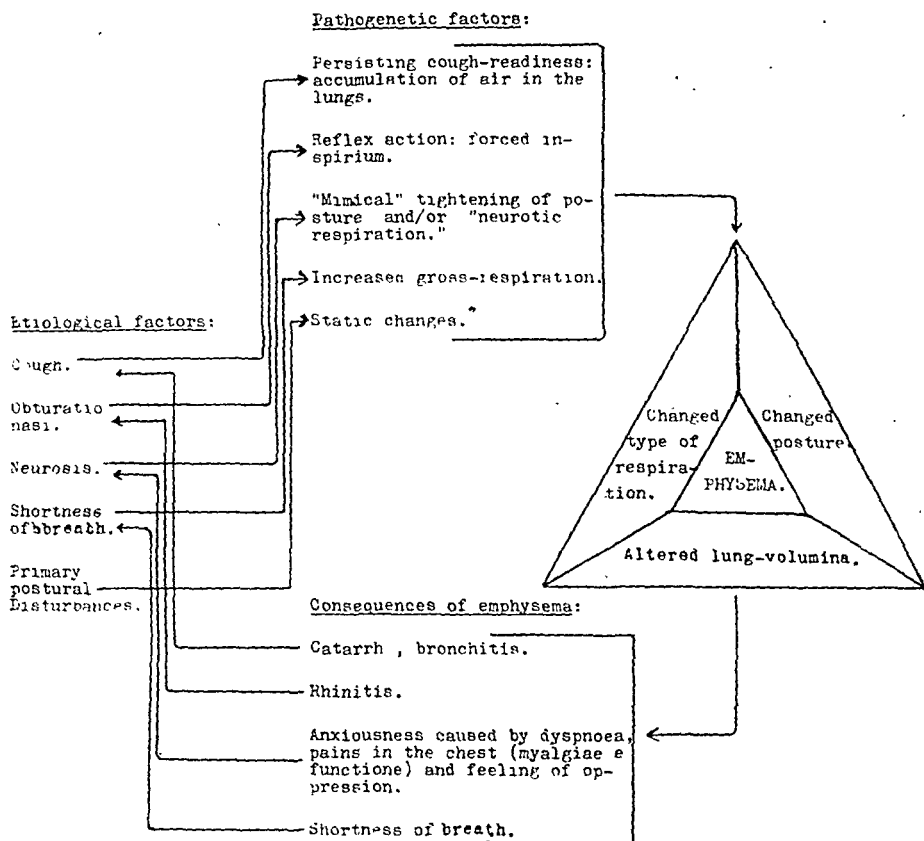 Pathogenetic factors:
Persisting cough-readiness:
accumulation of air in the
lungs.
Reflex action: forced in-
spirium.
"Mimical" tightening of po-
sture and/or "neurotic
respiration."
Increased gross-respiration.
Static changes."
Etiological factors:
Cough.
Obturatio
nasi.
Neurosis.
Shortness
ofbbreath.
Primary
postural
Disturbances.
Changed
type of
respira-
tion.
Changed
posture.
EM-
PHYSEMA.
Altered lung-volumina.
Consequences of emphysema:
Catarrh , bronchitis.
Rhinitis.
Anxiousness caused by dyspnoea,
pains in the chest (myalgiae e
functione) and feeling of op-
pression.
Shortness of breath.